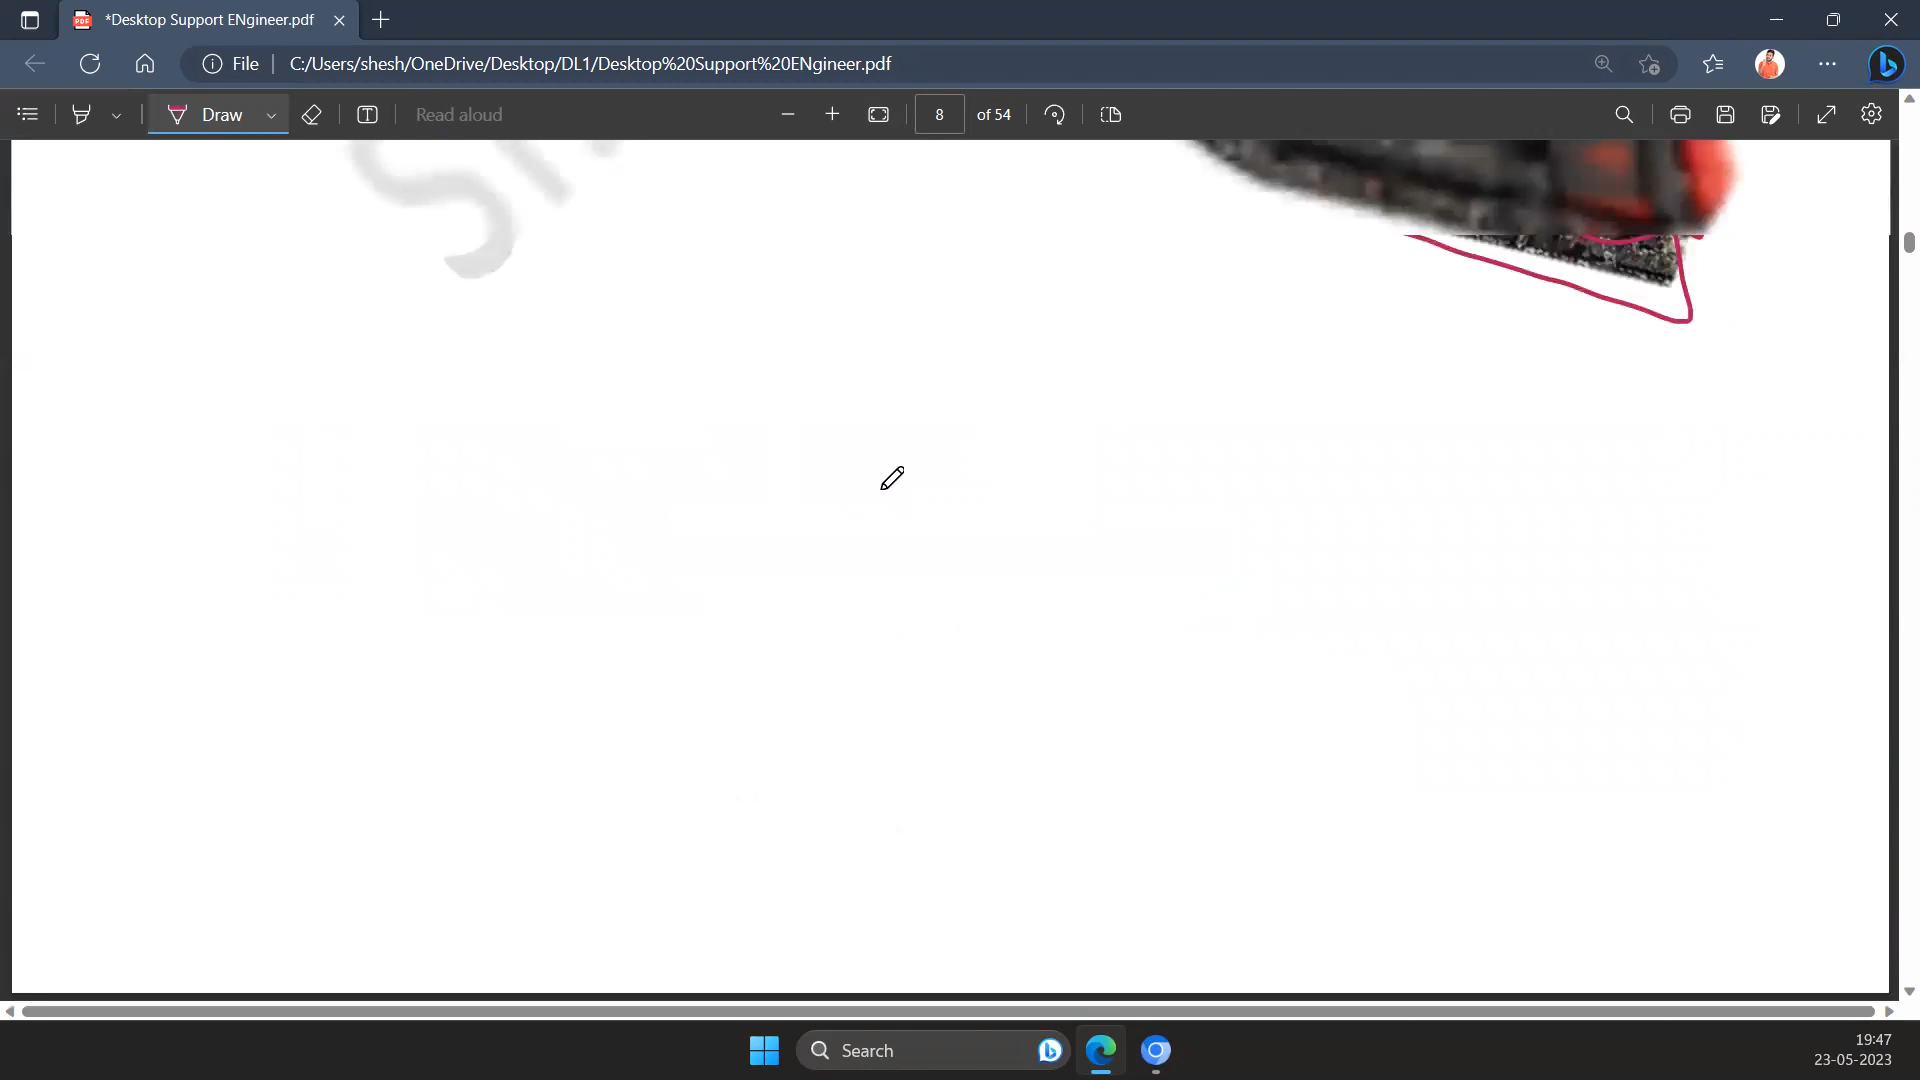 *Desktop Support ENgineer.pdf
File
C:/Users/shesh/OneDrive/Desktop/DL1/Desktop%20Support%20ENgineer.pdf
Draw
Read aloud
8 of 54
Search
19:47
23-05-2023